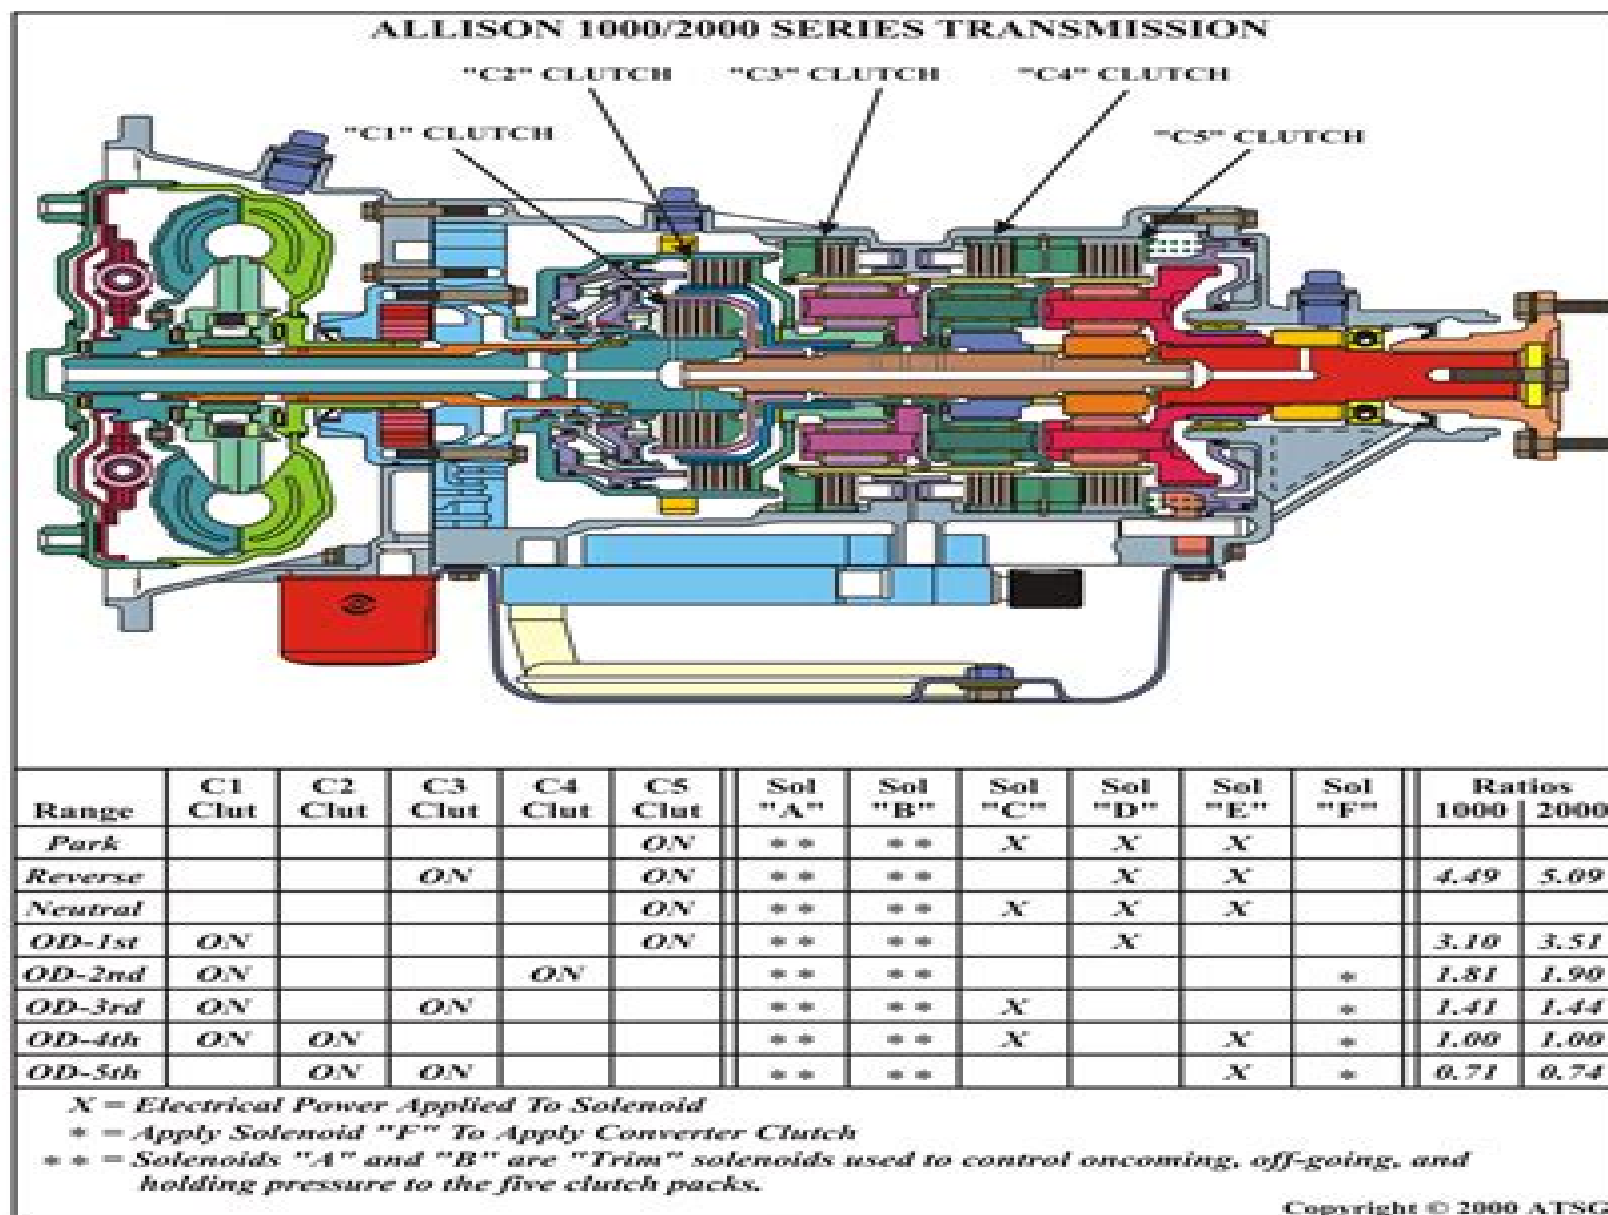 ALLISON 1000/2000 SERIES TRANSMISSION
"C2" CLUTCH "C3" CLUTCH "C4" CLUTCH
"C1" CLUTCH "C5" CLUTCH
Range C1 Clut C2 Clut C3 Clut C4 Clut C5 Clut Sol "A" Sol "B" Sol "C" Sol "D" Sol "E" Sol "F" Ratios 1000 2000
Park ON ** ** X X X
Reverse ON ON ** ** X X 4.49 5.09
Neutral ON ** ** X X X
OD-1st ON ON ** ** X 3.10 3.51
OD-2nd ON ON ** ** * 1.81 1.90
OD-3rd ON ON ** ** X * 1.41 1.44
OD-4th ON ON ** ** X X * 1.00 1.00
OD-5th ON ON ** ** X * 0.71 0.74
X = Electrical Power Applied To Solenoid
* = Apply Solenoid "F" To Apply Converter Clutch
** = Solenoids "A" and "B" are "Trim" solenoids used to control oncoming, off-going, and
holding pressure to the five clutch packs.
Copyright © 2000 ATSG